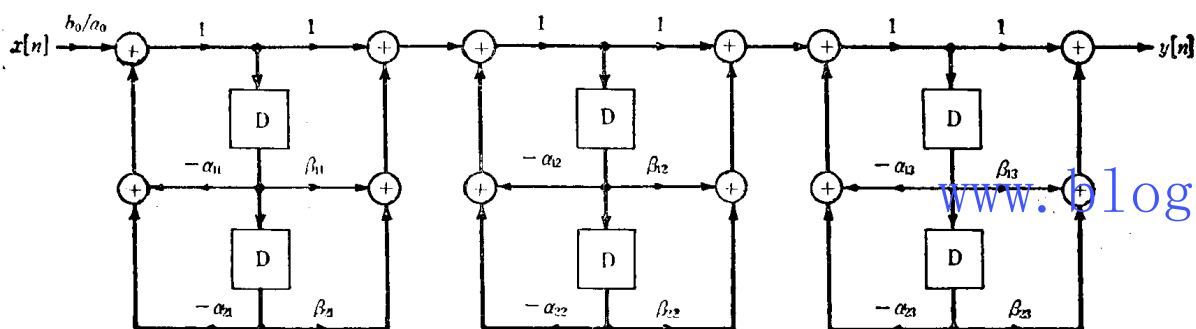 b₀/a₀ 1 1 1 1 1 1
x[n] + + + + + + y[n]
D D D
−α₁₁ β₁₁ −α₁₂ β₁₂ −α₁₃ β₁₃
+ + + + + +
www.blog
D D D
−α₂₁ β₂₁ −α₂₂ β₂₂ −α₂₃ β₂₃